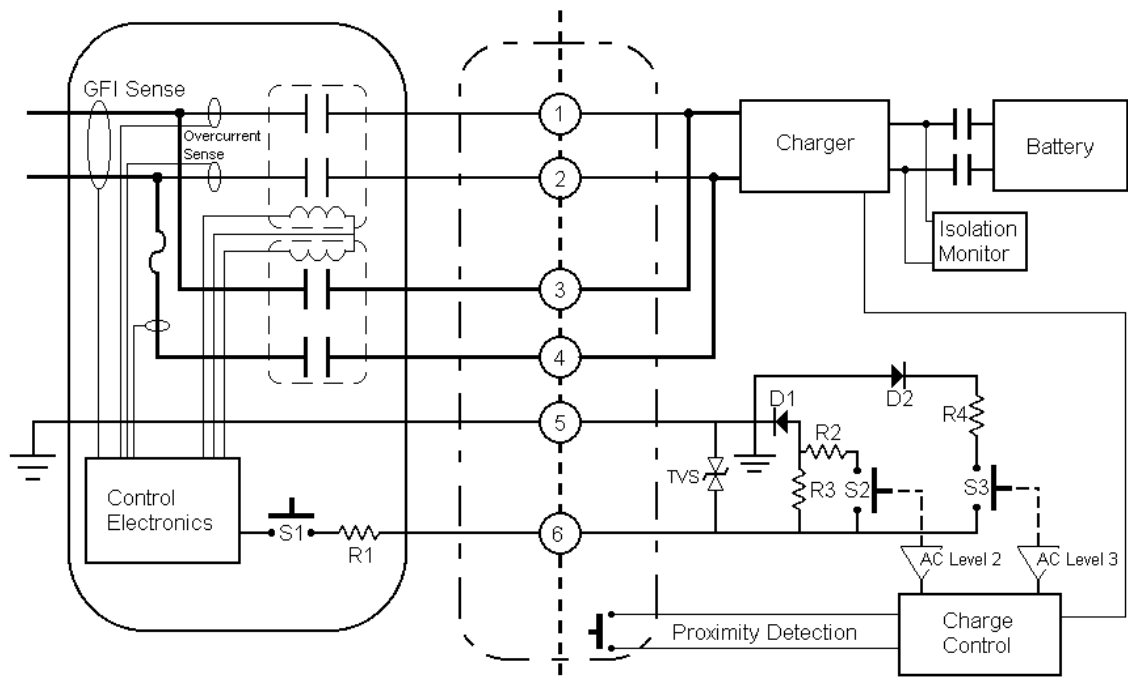 GFI Sense
Overcurrent
Sense
1
2
3
4
5
6
Charger
Battery
Isolation
Monitor
D1
D2
R4
R2
TVS
R3
S2
S3
Control
Electronics
S1
R1
AC Level 2
AC Level 3
Proximity Detection
Charge
Control